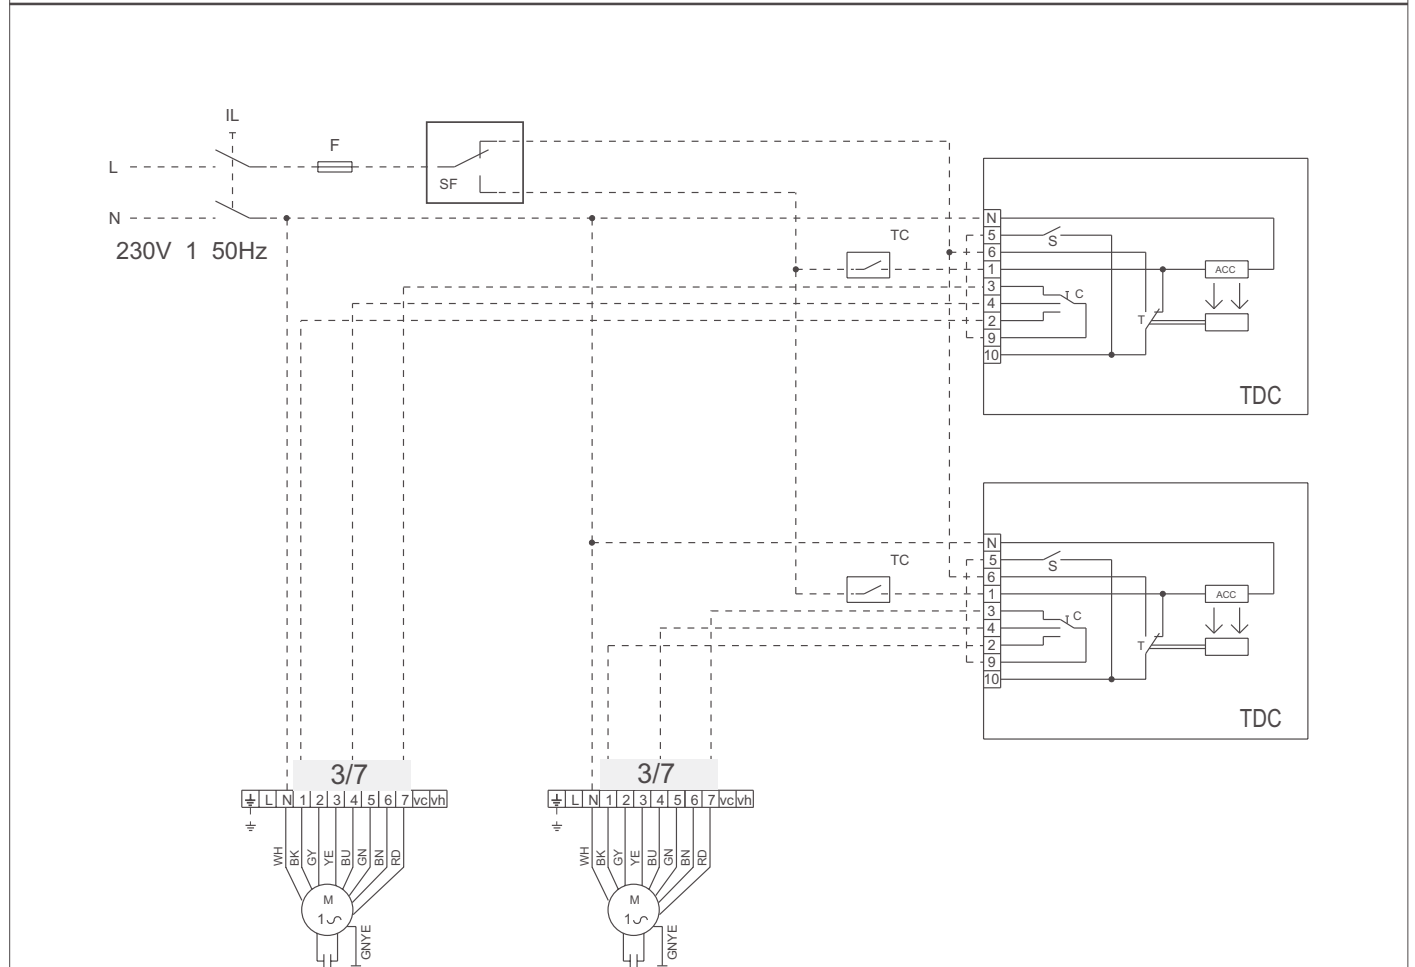 IL
F
L
SF
N
230V 1 50Hz
TC
N
5
S
6
1
ACC
3
C
4
2
T
9
10
TDC
TC
N
5
S
6
1
ACC
3
C
4
2
T
9
10
TDC
3/7
3/7
L N 1 2 3 4 5 6 7 vc vh
L N 1 2 3 4 5 6 7 vc vh
WH BK GY YE BU GN BN RD
WH BK GY YE BU GN BN RD
M
1
GNYE
M
1
GNYE